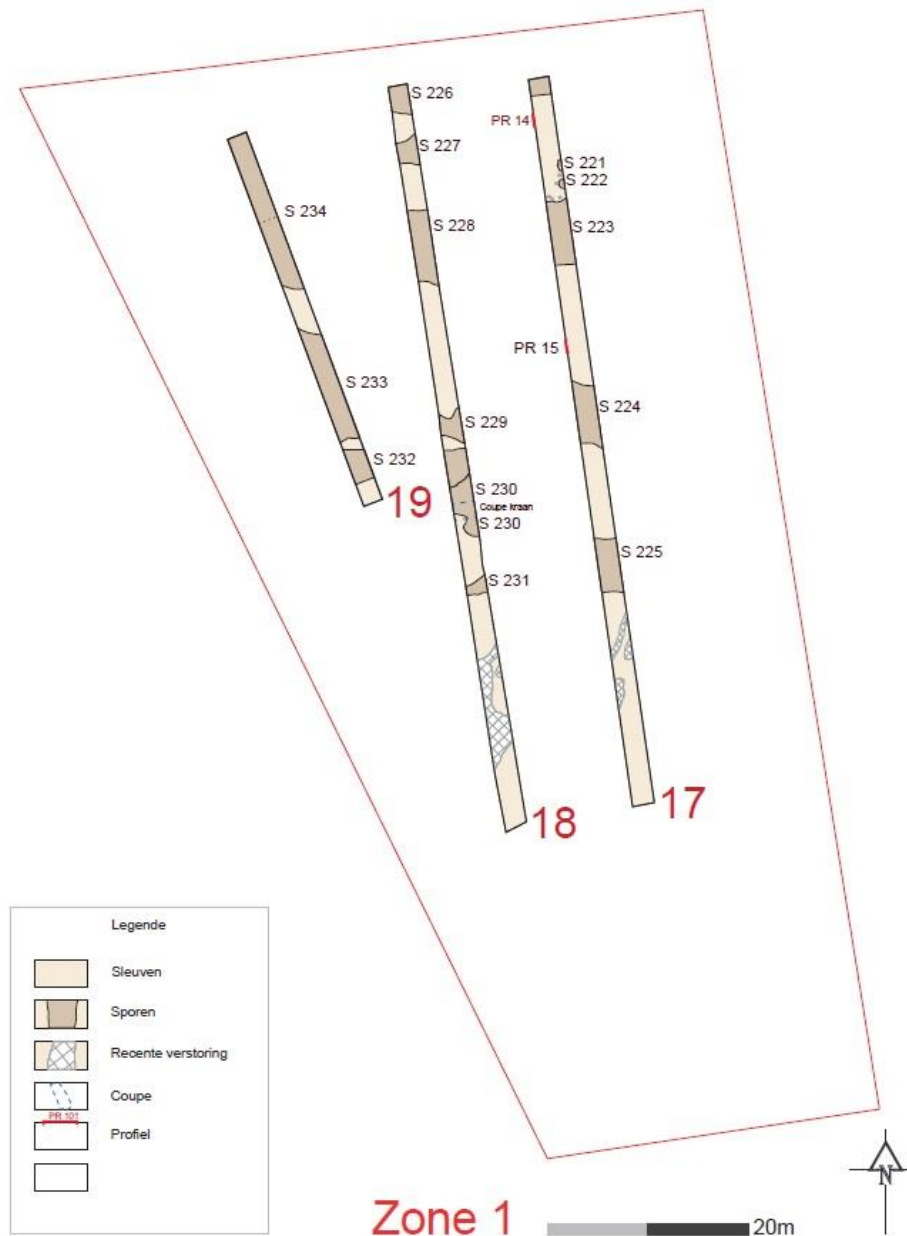 S 226
PR 14
S 227
S 221
S 222
S 234
S 228
S 223
PR 15
S 233
S 224
S 229
S 232
19
S 230
Coupe kraan
S 230
S 225
S 231
18
17
Legende
Sleuven
Sporen
Recente verstoring
Coupe
PR 101
Profiel
N
Zone 1
20m